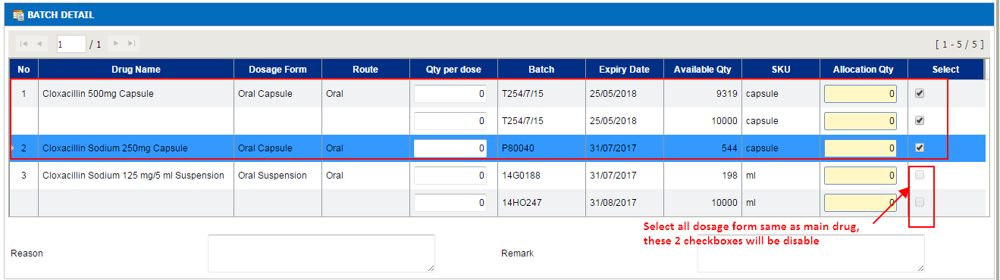 BATCH DETAIL
1 / 1 [ 1 - 5 / 5 ]
No Drug Name Dosage Form Route Qty per dose Batch Expiry Date Available Qty SKU Allocation Qty Select
1 Cloxacillin 500mg Capsule Oral Capsule Oral 0 T254/7/15 25/05/2018 9319 capsule 0
0 T254/7/15 25/05/2018 10000 capsule 0
2 Cloxacillin Sodium 250mg Capsule Oral Capsule Oral 0 P80040 31/07/2017 544 capsule 0
3 Cloxacillin Sodium 125 mg/5 ml Suspension Oral Suspension Oral 0 14G0188 31/07/2017 198 ml 0
0 14HO247 31/08/2017 10000 ml 0
Select all dosage form same as main drug,
these 2 checkboxes will be disable
Reason Remark